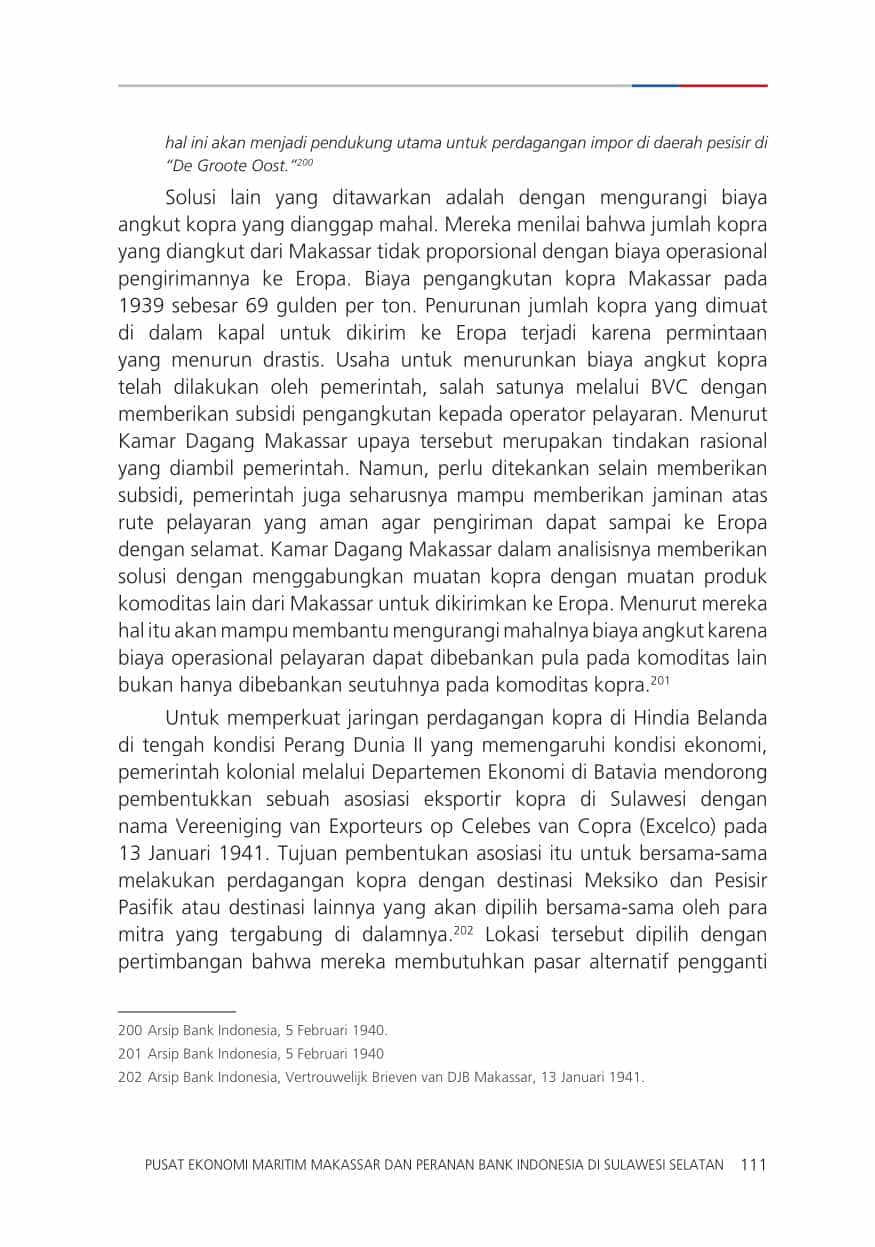 hal ini akan menjadi pendukung utama untuk perdagangan impor di daerah pesisir di
“De Groote Oost.”200
Solusi lain yang ditawarkan adalah dengan mengurangi biaya
angkut kopra yang dianggap mahal. Mereka menilai bahwa jumlah kopra
yang diangkut dari Makassar tidak proporsional dengan biaya operasional
pengirimannya ke Eropa. Biaya pengangkutan kopra Makassar pada
1939 sebesar 69 gulden per ton. Penurunan jumlah kopra yang dimuat
di dalam kapal untuk dikirim ke Eropa terjadi karena permintaan
yang menurun drastis. Usaha untuk menurunkan biaya angkut kopra
telah dilakukan oleh pemerintah, salah satunya melalui BVC dengan
memberikan subsidi pengangkutan kepada operator pelayaran. Menurut
Kamar Dagang Makassar upaya tersebut merupakan tindakan rasional
yang diambil pemerintah. Namun, perlu ditekankan selain memberikan
subsidi, pemerintah juga seharusnya mampu memberikan jaminan atas
rute pelayaran yang aman agar pengiriman dapat sampai ke Eropa
dengan selamat. Kamar Dagang Makassar dalam analisisnya memberikan
solusi dengan menggabungkan muatan kopra dengan muatan produk
komoditas lain dari Makassar untuk dikirimkan ke Eropa. Menurut mereka
hal itu akan mampu membantu mengurangi mahalnya biaya angkut karena
biaya operasional pelayaran dapat dibebankan pula pada komoditas lain
bukan hanya dibebankan seutuhnya pada komoditas kopra.201
Untuk memperkuat jaringan perdagangan kopra di Hindia Belanda
di tengah kondisi Perang Dunia II yang memengaruhi kondisi ekonomi,
pemerintah kolonial melalui Departemen Ekonomi di Batavia mendorong
pembentukkan sebuah asosiasi eksportir kopra di Sulawesi dengan
nama Vereeniging van Exporteurs op Celebes van Copra (Excelco) pada
13 Januari 1941. Tujuan pembentukan asosiasi itu untuk bersama-sama
melakukan perdagangan kopra dengan destinasi Meksiko dan Pesisir
Pasifik atau destinasi lainnya yang akan dipilih bersama-sama oleh para
mitra yang tergabung di dalamnya.202 Lokasi tersebut dipilih dengan
pertimbangan bahwa mereka membutuhkan pasar alternatif pengganti
200 Arsip Bank Indonesia, 5 Februari 1940.
201 Arsip Bank Indonesia, 5 Februari 1940
202 Arsip Bank Indonesia, Vertrouwelijk Brieven van DJB Makassar, 13 Januari 1941.
PUSAT EKONOMI MARITIM MAKASSAR DAN PERANAN BANK INDONESIA DI SULAWESI SELATAN 111